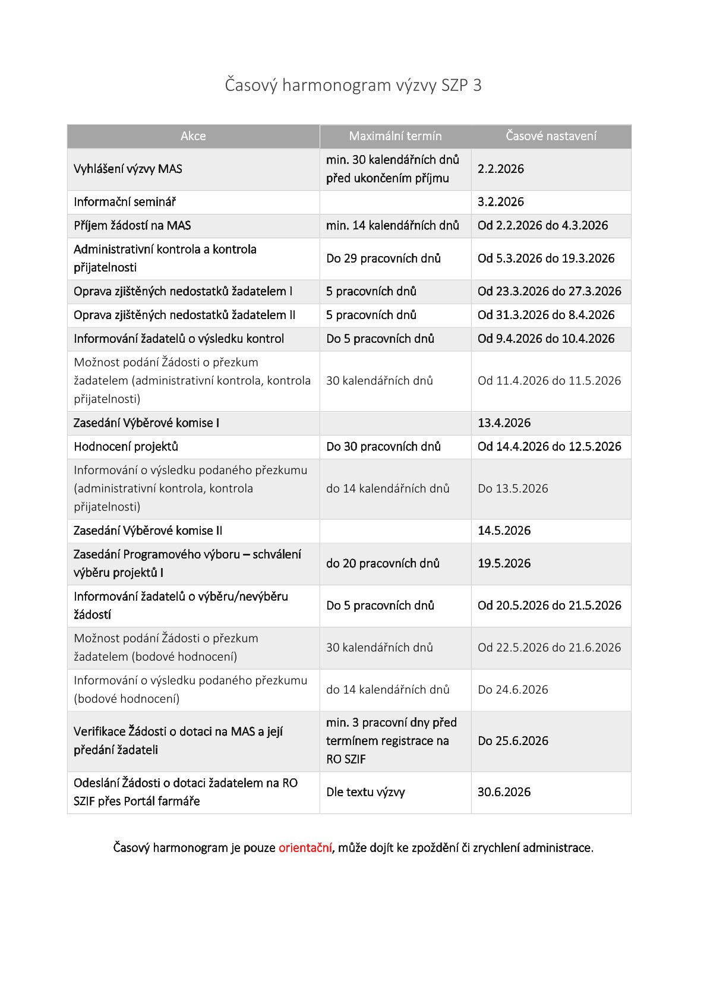 Časový harmonogram výzvy SZP 3
Akce
Maximální termín
Časové nastavení
Vyhlášení výzvy MAS
min. 30 kalendářních dnů
před ukončením příjmu
2.2.2026
Informační seminář
3.2.2026
Příjem žádostí na MAS
min. 14 kalendářních dnů
Od 2.2.2026 do 4.3.2026
Administrativní kontrola a kontrola
přijatelnosti
Do 29 pracovních dnů
Od 5.3.2026 do 19.3.2026
Oprava zjištěných nedostatků žadatelem I
5 pracovních dnů
Od 23.3.2026 do 27.3.2026
Oprava zjištěných nedostatků žadatelem II
5 pracovních dnů
Od 31.3.2026 do 8.4.2026
Informování žadatelů o výsledku kontrol
Do 5 pracovních dnů
Od 9.4.2026 do 10.4.2026
Možnost podání Žádosti o přezkum
žadatelem (administrativní kontrola, kontrola
přijatelnosti)
30 kalendářních dnů
Od 11.4.2026 do 11.5.2026
Zasedání Výběrové komise I
13.4.2026
Hodnocení projektů
Do 30 pracovních dnů
Od 14.4.2026 do 12.5.2026
Informování o výsledku podaného přezkumu
(administrativní kontrola, kontrola
přijatelnosti)
do 14 kalendářních dnů
Do 13.5.2026
Zasedání Výběrové komise II
14.5.2026
Zasedání Programového výboru – schválení
výběru projektů I
do 20 pracovních dnů
19.5.2026
Informování žadatelů o výběru/nevýběru
žádostí
Do 5 pracovních dnů
Od 20.5.2026 do 21.5.2026
Možnost podání Žádosti o přezkum
žadatelem (bodové hodnocení)
30 kalendářních dnů
Od 22.5.2026 do 21.6.2026
Informování o výsledku podaného přezkumu
(bodové hodnocení)
do 14 kalendářních dnů
Do 24.6.2026
Verifikace Žádosti o dotaci na MAS a její
předání žadateli
min. 3 pracovní dny před
termínem registrace na
RO SZIF
Do 25.6.2026
Odeslání Žádosti o dotaci žadatelem na RO
SZIF přes Portál farmáře
Dle textu výzvy
30.6.2026
Časový harmonogram je pouze orientační, může dojít ke zpoždění či zrychlení administrace.